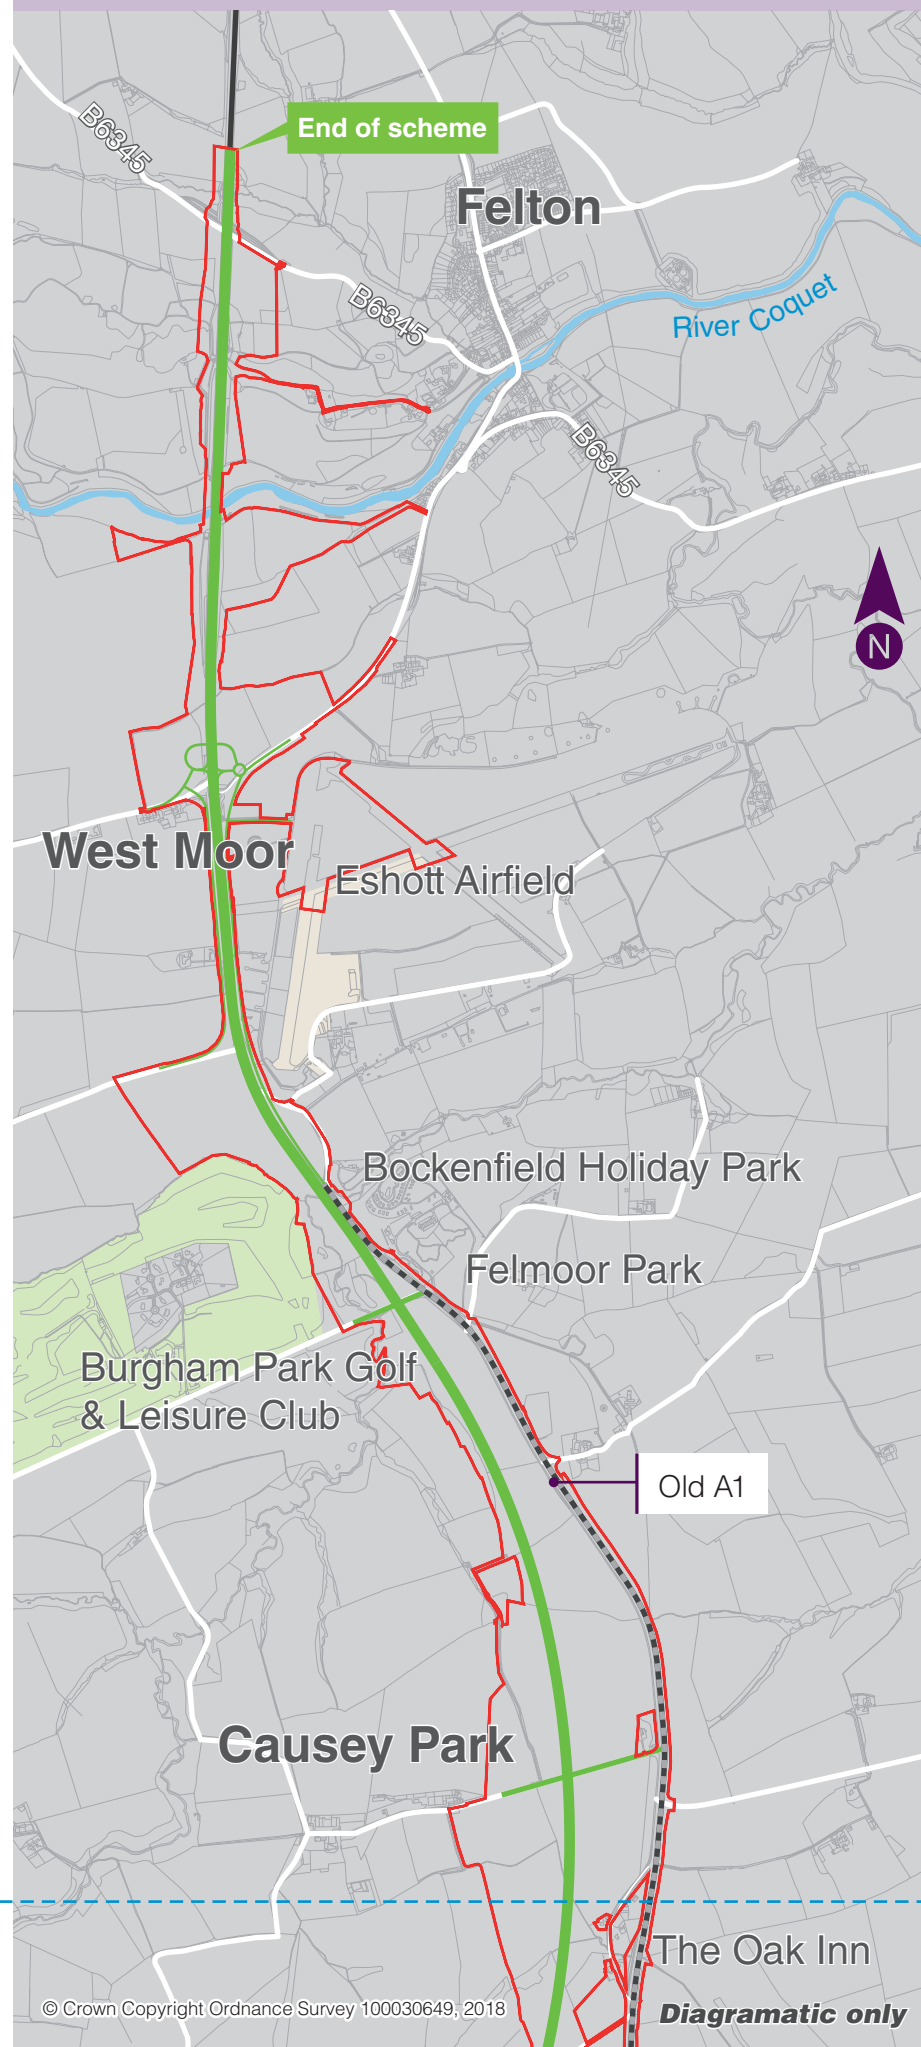 End of scheme
B6345
Felton
River Coquet
B6345
B6345
N
West Moor
Eshott Airfield
Bockenfield Holiday Park
Felmoor Park
Burgham Park Golf
& Leisure Club
Old A1
Causey Park
The Oak Inn
© Crown Copyright Ordnance Survey 100030649, 2018
Diagramatic only